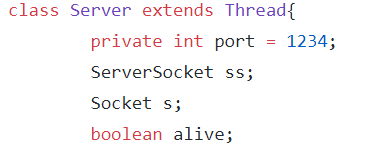 class Server extends Thread{
        private int port = 1234;
        ServerSocket ss;
        Socket s;
        boolean alive;